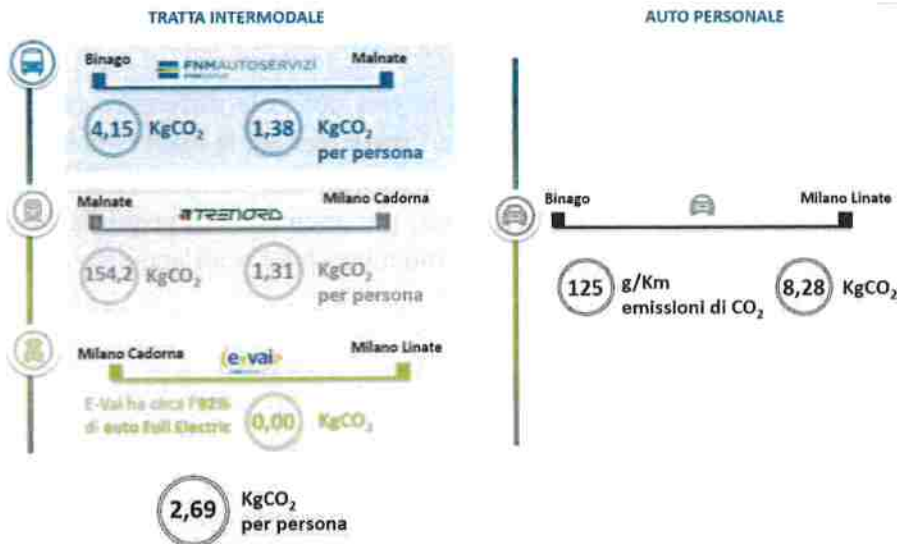 TRATTA INTERMODALE
Binago
FNMAUTOSERVIZI
Malnate
4,15 KgCO₂
1,38 KgCO₂
per persona
Malnate
TRENORD
Milano Cadorna
154,2 KgCO₂
1,31 KgCO₂
per persona
Milano Cadorna
e-vai
Milano Linate
E-Vai ha circa l'92%
di auto Full Electric
0,00 KgCO₂
2,69 KgCO₂
per persona
AUTO PERSONALE
Binago
Milano Linate
125 g/Km
emissioni di CO₂
8,28 KgCO₂